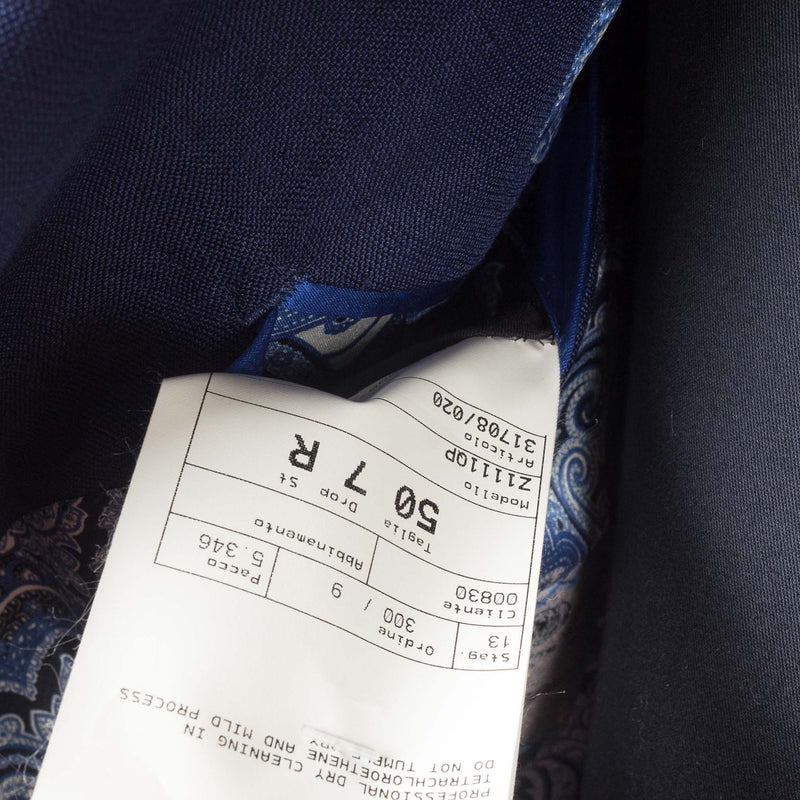 PROFESSIONAL DRY CLEANING IN
TETRACHLOROETHENE AND MILD PROCESS
DO NOT TUMBLE DRY
Stag. Ordine Pacco
13 300 / 9 5.346
Cliente Abbinamento
00830
Taglia Drop St
50 7 R
Modello
Z1111QP
Articolo
31708/020